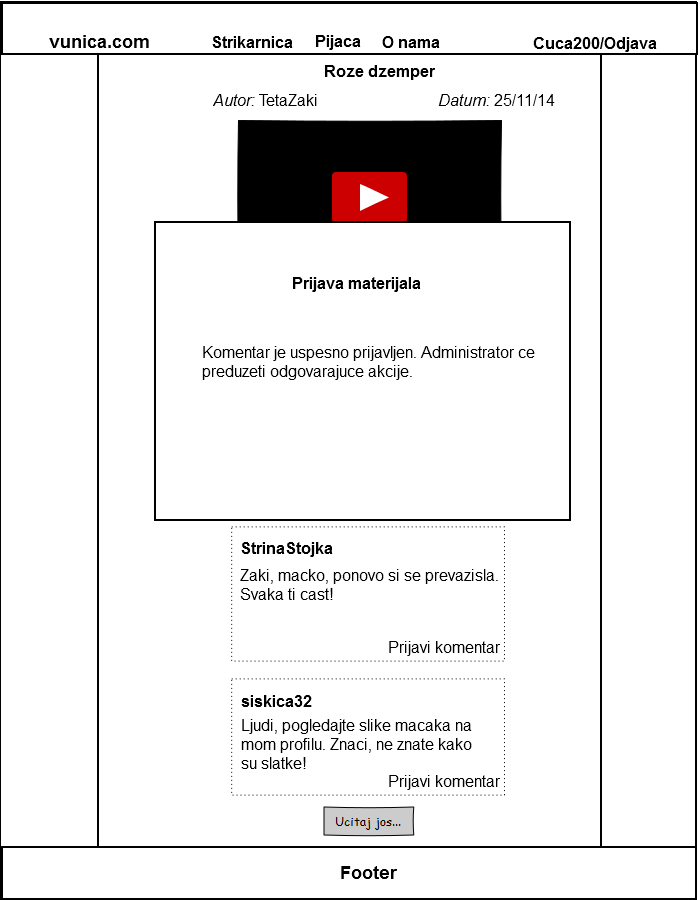 vunica.com Strikarnica Pijaca O nama Cuca200/Odjava
Roze dzemper
Autor: TetaZaki Datum: 25/11/14
Prijava materijala
Komentar je uspesno prijavljen. Administrator ce
preduzeti odgovarajuce akcije.
StrinaStojka
Zaki, macko, ponovo si se prevazisla.
Svaka ti cast!
Prijavi komentar
siskica32
Ljudi, pogledajte slike macaka na
mom profilu. Znaci, ne znate kako
su slatke!
Prijavi komentar
Ucitaj jos...
Footer